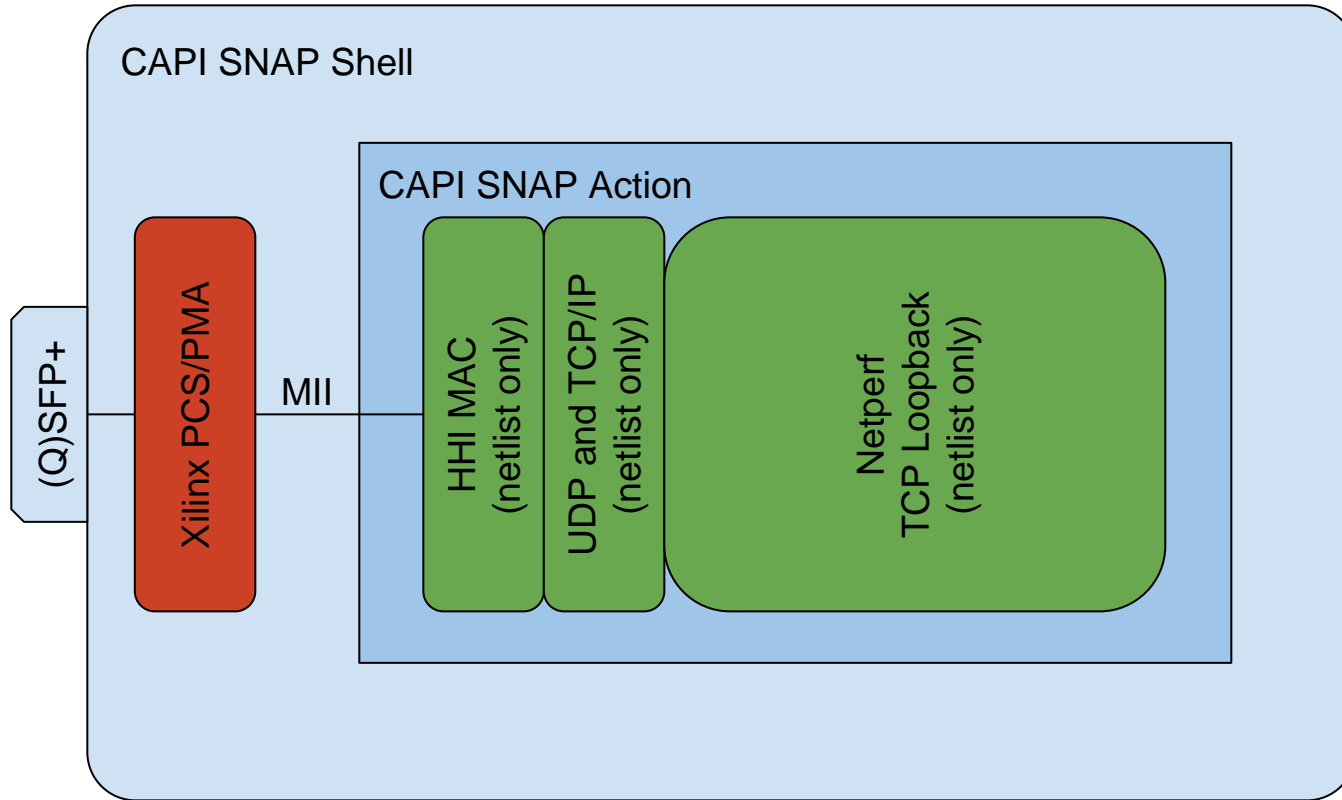 CAPI SNAP Shell
CAPI SNAP Action
(Q)SFP+
Xilinx PCS/PMA
MII
HHI MAC
(netlist only)
UDP and TCP/IP
(netlist only)
Netperf
TCP Loopback
(netlist only)